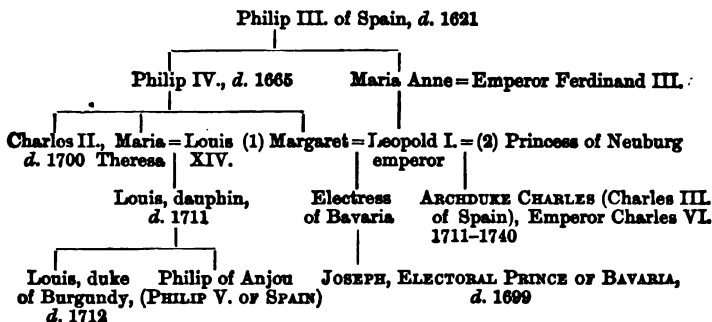 Philip III. of Spain, d. 1621
Philip IV., d. 1665 Maria Anne = Emperor Ferdinand III.
Charles II., Maria = Louis (1) Margaret = Leopold I. = (2) Princess of Neuburg
d. 1700 Theresa XIV. emperor
Louis, dauphin, Electress ARCHDUKE CHARLES (Charles III.
d. 1711 of Bavaria of Spain), Emperor Charles VI.
1711–1740
Louis, duke Philip of Anjou JOSEPH, ELECTORAL PRINCE OF BAVARIA,
of Burgundy, (PHILIP V. OF SPAIN) d. 1699
d. 1712